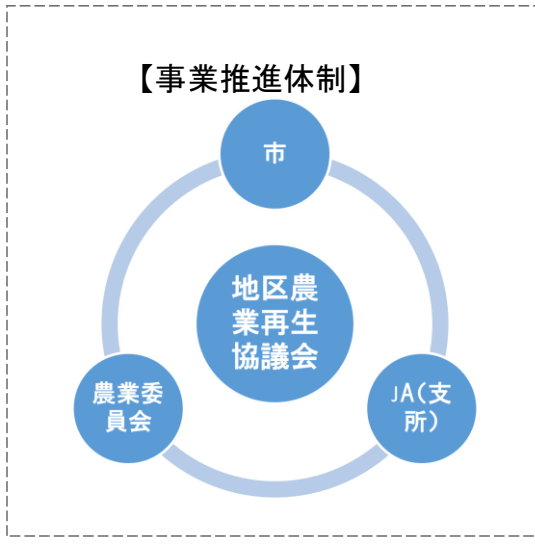 【事業推進体制】
市
地区農
業再生
協議会
農業委
員会
JA(支
所)